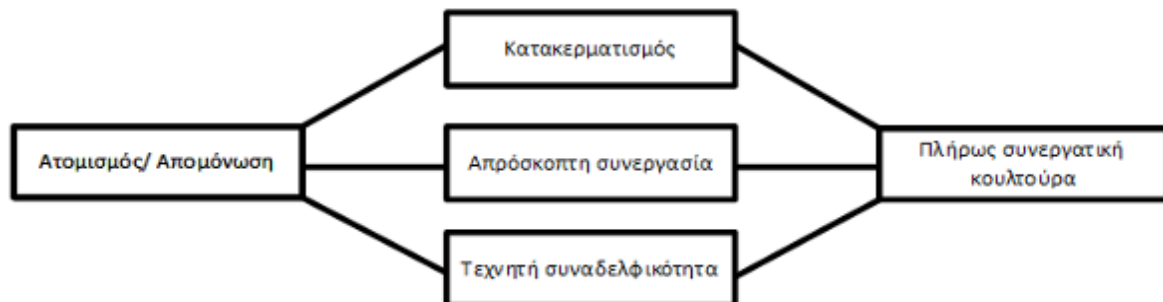 Κατακερματισμός
Ατομισμός/ Απομόνωση
Απρόσκοπτη συνεργασία
Πλήρως συνεργατική
κουλτούρα
Τεχνητή συναδελφικότητα